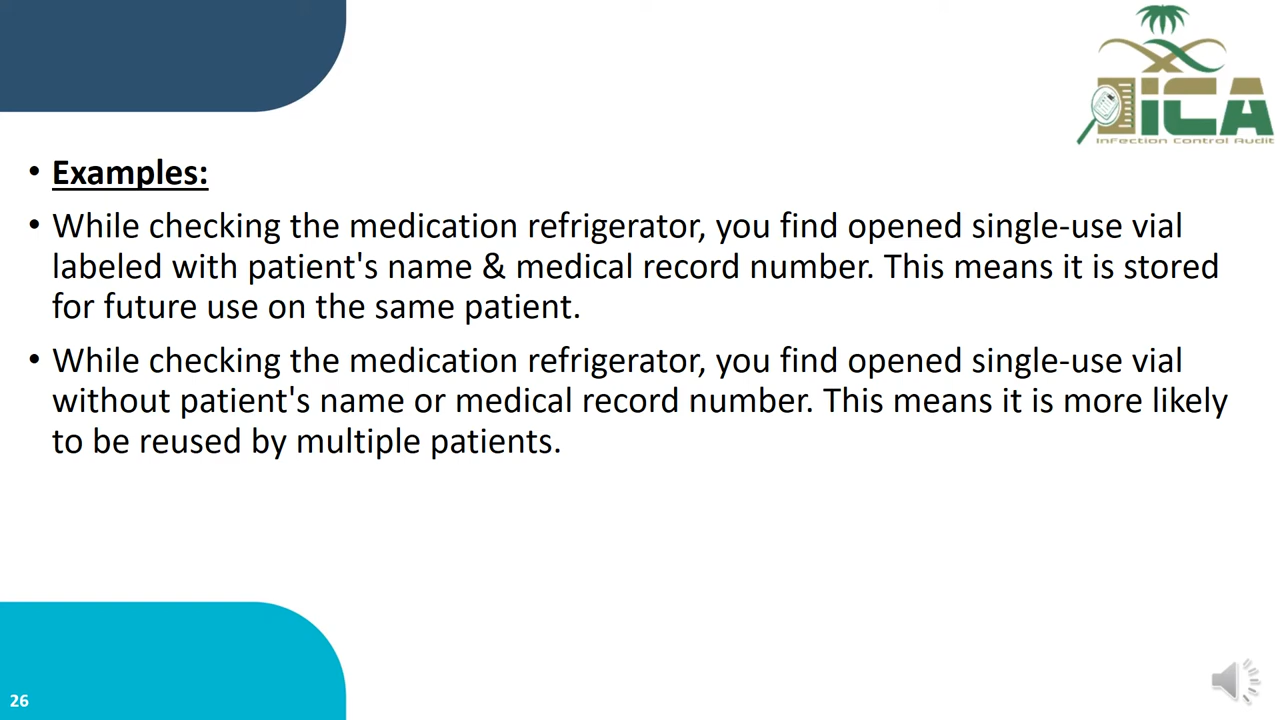 iCA
Infection Control Audit
• Examples:
• While checking the medication refrigerator, you find opened single-use vial
labeled with patient's name & medical record number. This means it is stored
for future use on the same patient.
• While checking the medication refrigerator, you find opened single-use vial
without patient's name or medical record number. This means it is more likely
to be reused by multiple patients.
26